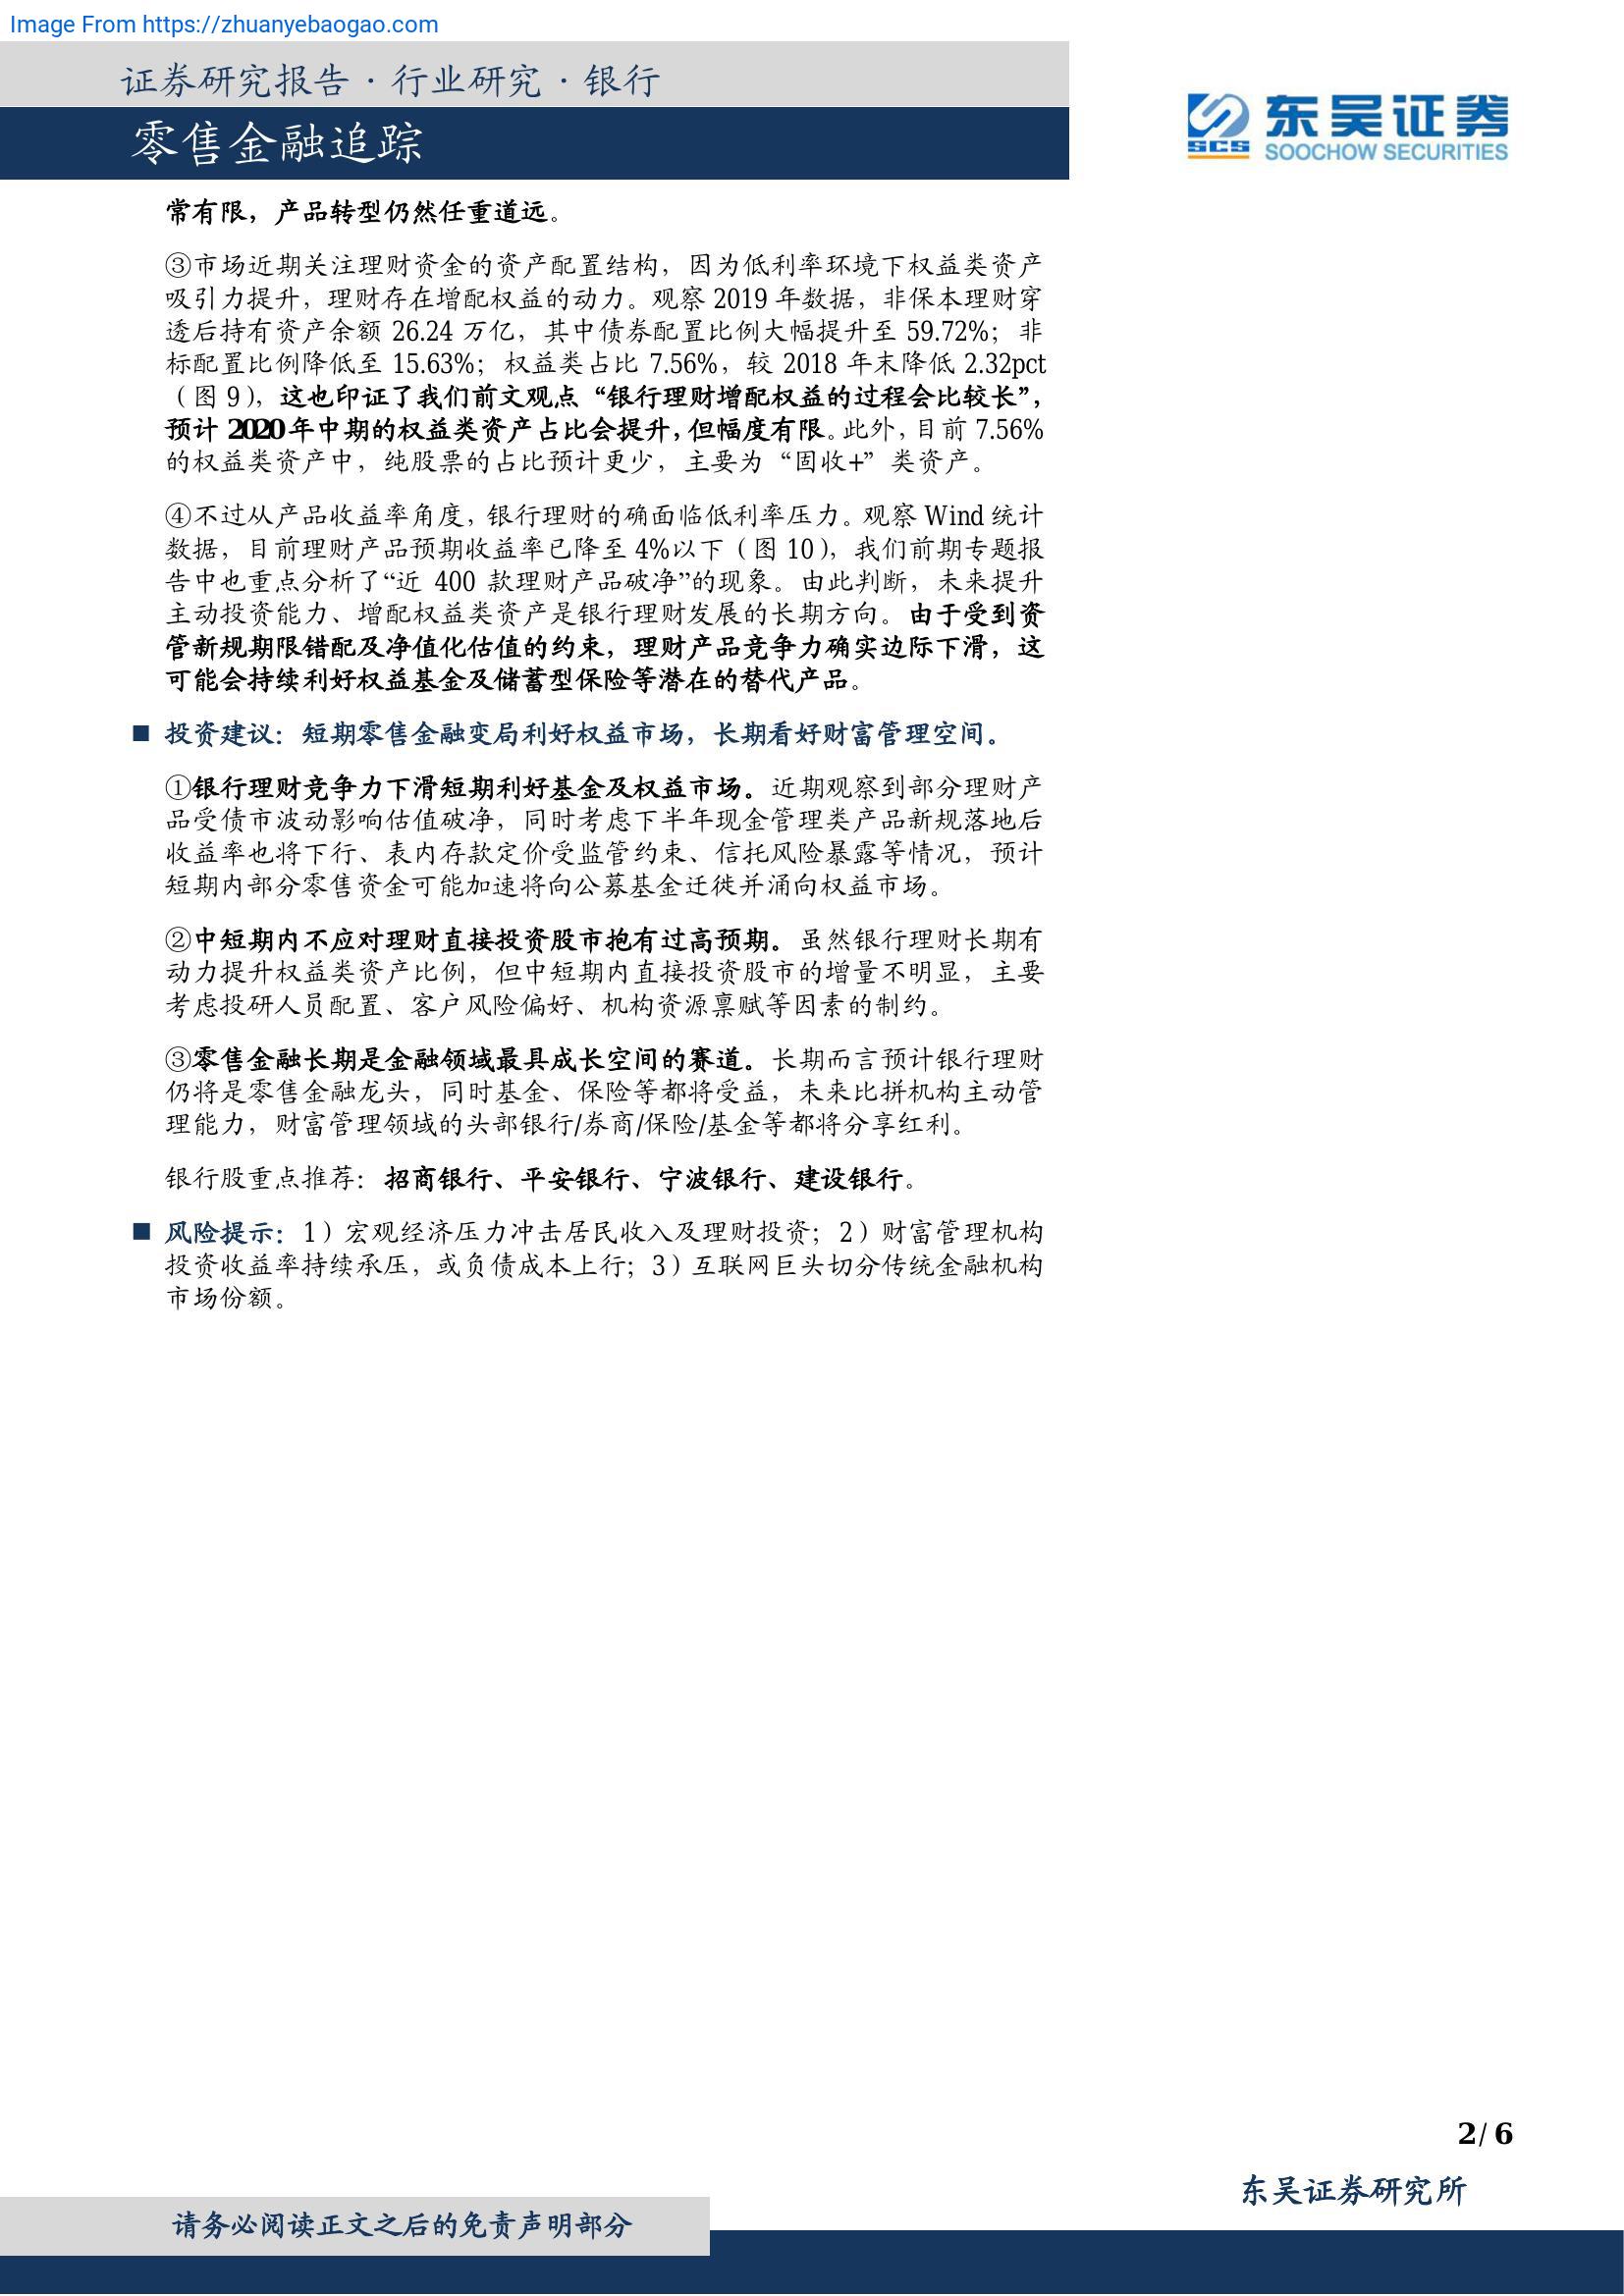 Image From https://zhuanyebaogao.com
证券研究报告 · 行业研究 · 银行
零售金融追踪
SCS
东吴证券
SOOCHOW SECURITIES
常有限，产品转型仍然任重道远。
③市场近期关注理财资金的资产配置结构，因为低利率环境下权益类资产
吸引力提升，理财存在增配权益的动力。观察 2019 年数据，非保本理财穿
透后持有资产余额 26.24 万亿，其中债券配置比例大幅提升至 59.72%；非
标配置比例降低至 15.63%；权益类占比 7.56%，较 2018 年末降低 2.32pct
（图 9），这也印证了我们前文观点“银行理财增配权益的过程会比较长”，
预计 2020 年中期的权益类资产占比会提升，但幅度有限。此外，目前 7.56%
的权益类资产中，纯股票的占比预计更少，主要为“固收+”类资产。
④不过从产品收益率角度，银行理财的确面临低利率压力。观察 Wind 统计
数据，目前理财产品预期收益率已降至 4%以下（图 10），我们前期专题报
告中也重点分析了“近 400 款理财产品破净”的现象。由此判断，未来提升
主动投资能力、增配权益类资产是银行理财发展的长期方向。由于受到资
管新规期限错配及净值化估值的约束，理财产品竞争力确实边际下滑，这
可能会持续利好权益基金及储蓄型保险等潜在的替代产品。
■ 投资建议：短期零售金融变局利好权益市场，长期看好财富管理空间。
①银行理财竞争力下滑短期利好基金及权益市场。近期观察到部分理财产
品受债市波动影响估值破净，同时考虑下半年现金管理类产品新规落地后
收益率也将下行、表内存款定价受监管约束、信托风险暴露等情况，预计
短期内部分零售资金可能加速将向公募基金迁徙并涌向权益市场。
②中短期内不应对理财直接投资股市抱有过高预期。虽然银行理财长期有
动力提升权益类资产比例，但中短期内直接投资股市的增量不明显，主要
考虑投研人员配置、客户风险偏好、机构资源禀赋等因素的制约。
③零售金融长期是金融领域最具成长空间的赛道。长期而言预计银行理财
仍将是零售金融龙头，同时基金、保险等都将受益，未来比拼机构主动管
理能力，财富管理领域的头部银行/券商/保险/基金等都将分享红利。
银行股重点推荐：招商银行、平安银行、宁波银行、建设银行。
■ 风险提示：1）宏观经济压力冲击居民收入及理财投资；2）财富管理机构
投资收益率持续承压，或负债成本上行；3）互联网巨头切分传统金融机构
市场份额。
2 / 6
东吴证券研究所
请务必阅读正文之后的免责声明部分